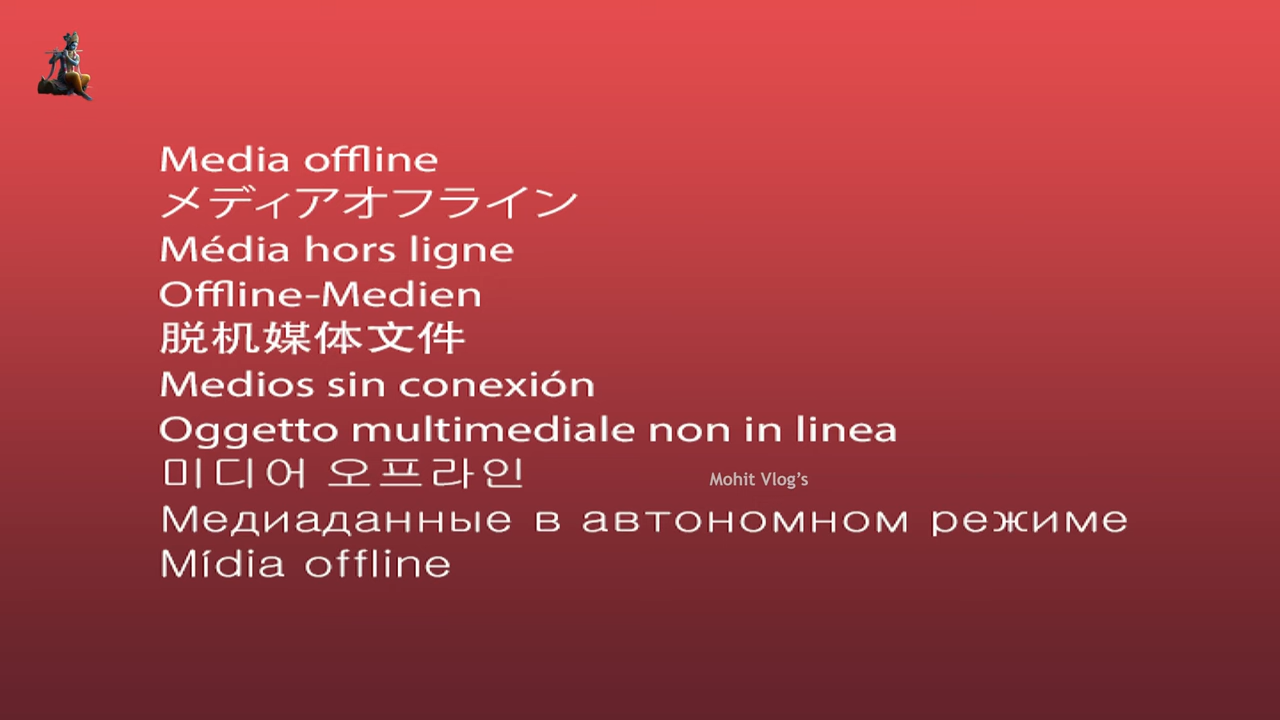 Media offline
メディアオフライン
Média hors ligne
Offline-Medien
脱机媒体文件
Medios sin conexión
Oggetto multimediale non in linea
미디어 오프라인
Mohit Vlog's
Медиаданные в автономном режиме
Mídia offline